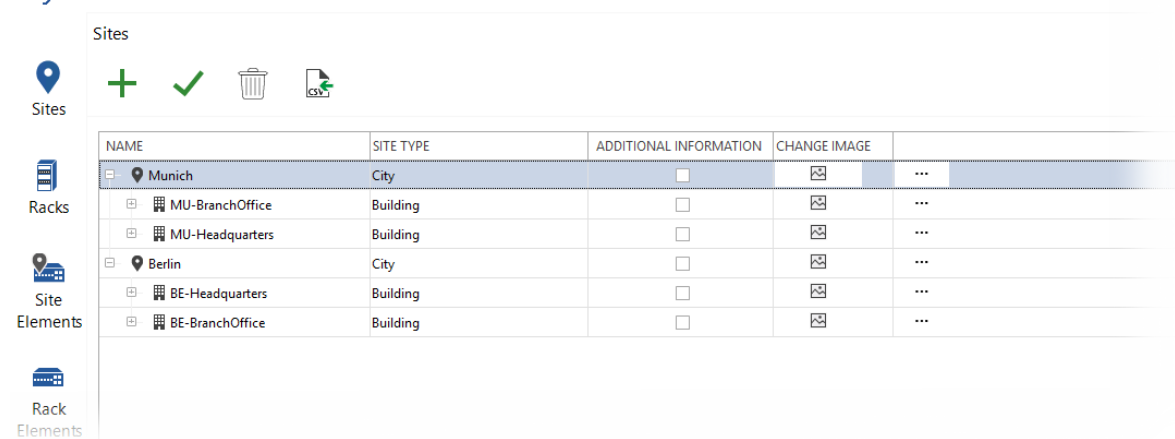 Sites
Sites
CSV
NAME SITE TYPE ADDITIONAL INFORMATION CHANGE IMAGE
Munich City ...
Racks
MU-BranchOffice Building ...
MU-Headquarters Building ...
Berlin City ...
Site
Elements
BE-Headquarters Building ...
BE-BranchOffice Building ...
Rack
Elements